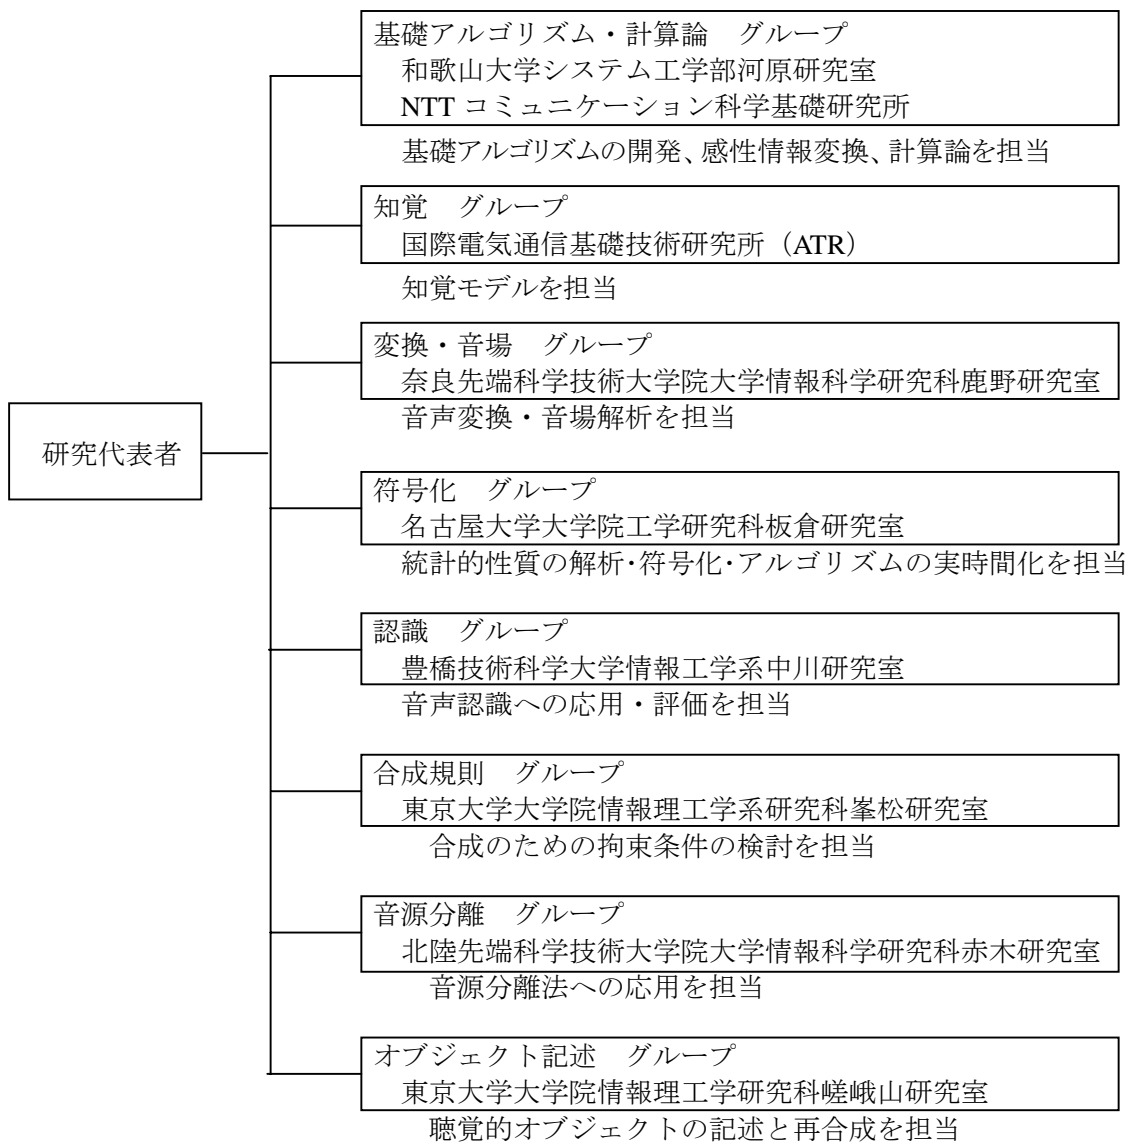 基礎アルゴリズム・計算論　グループ
和歌山大学システム工学部河原研究室
NTT コミュニケーション科学基礎研究所
基礎アルゴリズムの開発、感性情報変換、計算論を担当
知覚　グループ
国際電気通信基礎技術研究所（ATR）
知覚モデルを担当
変換・音場　グループ
奈良先端科学技術大学院大学情報科学研究科鹿野研究室
音声変換・音場解析を担当
研究代表者
符号化　グループ
名古屋大学大学院工学研究科板倉研究室
統計的性質の解析･符号化･アルゴリズムの実時間化を担当
認識　グループ
豊橋技術科学大学情報工学系中川研究室
音声認識への応用・評価を担当
合成規則　グループ
東京大学大学院情報理工学系研究科峯松研究室
合成のための拘束条件の検討を担当
音源分離　グループ
北陸先端科学技術大学院大学情報科学研究科赤木研究室
音源分離法への応用を担当
オブジェクト記述　グループ
東京大学大学院情報理工学研究科嵯峨山研究室
聴覚的オブジェクトの記述と再合成を担当